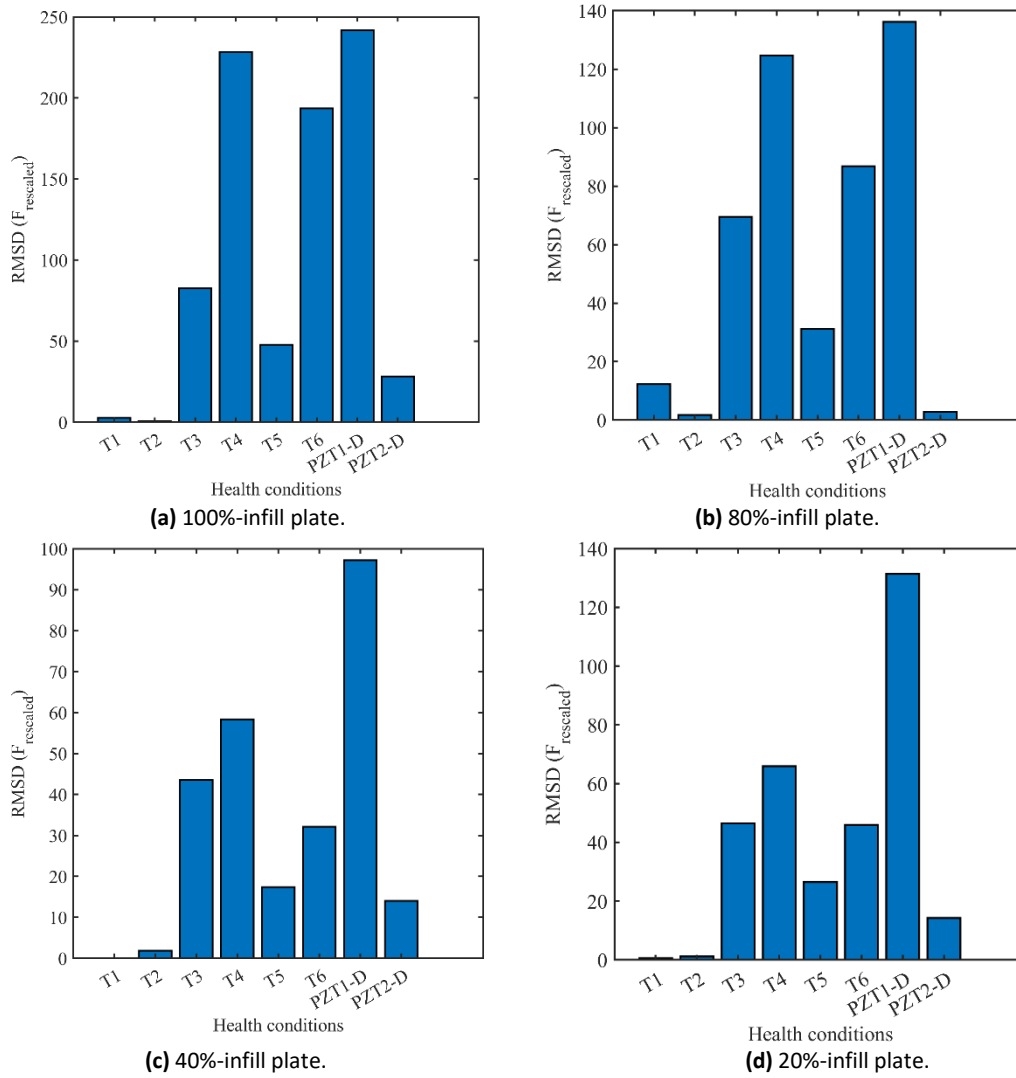 250
200
150
100
50
0
RMSD (F_rescaled)
T1 T2 T3 T4 T5 T6 PZT1-D PZT2-D
Health conditions
(a) 100%-infill plate.
140
120
100
80
60
40
20
0
RMSD (F_rescaled)
T1 T2 T3 T4 T5 T6 PZT1-D PZT2-D
Health conditions
(b) 80%-infill plate.
100
90
80
70
60
50
40
30
20
10
0
RMSD (F_rescaled)
T1 T2 T3 T4 T5 T6 PZT1-D PZT2-D
Health conditions
(c) 40%-infill plate.
140
120
100
80
60
40
20
0
RMSD (F_rescaled)
T1 T2 T3 T4 T5 T6 PZT1-D PZT2-D
Health conditions
(d) 20%-infill plate.